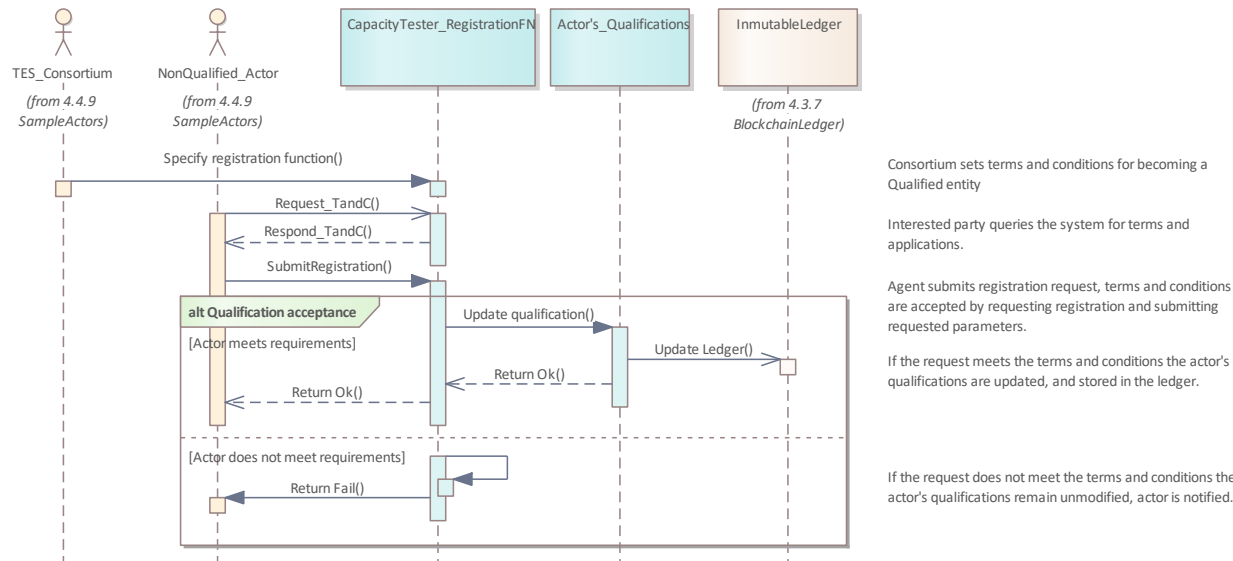 CapacityTester_RegistrationFN
Actor's_Qualifications
InmutableLedger
TES_Consortium
NonQualified_Actor
(from 4.4.9
SampleActors)
(from 4.4.9
SampleActors)
(from 4.3.7
BlockchainLedger)
Specify registration function()
Consortium sets terms and conditions for becoming a
Qualified entity
Request_TandC()
Respond_TandC()
Interested party queries the system for terms and
applications.
SubmitRegistration()
Agent submits registration request, terms and conditions
are accepted by requesting registration and submitting
requested parameters.
alt Qualification acceptance
Update qualification()
[Actor meets requirements]
Update Ledger()
Return Ok()
Return Ok()
If the request meets the terms and conditions the actor's
qualifications are updated, and stored in the ledger.
[Actor does not meet requirements]
Return Fail()
If the request does not meet the terms and conditions the
actor's qualifications remain unmodified, actor is notified.